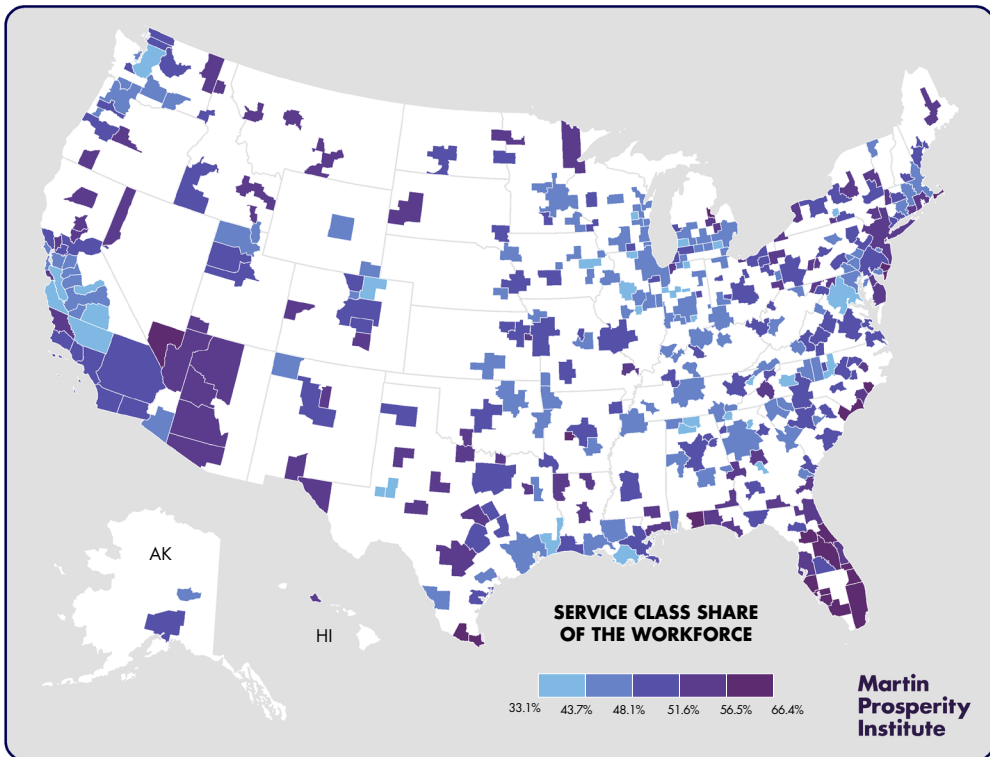 AK
HI
SERVICE CLASS SHARE
OF THE WORKFORCE
33.1% 43.7% 48.1% 51.6% 56.5% 66.4%
Martin
Prosperity
Institute